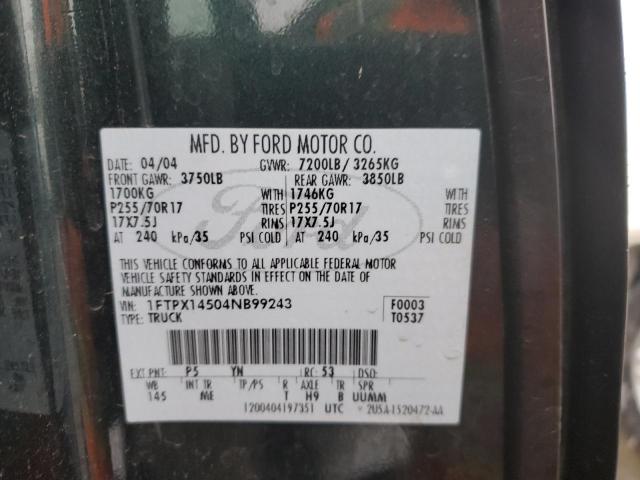 MFD. BY FORD MOTOR CO.
DATE: 04/04 GVWR: 7200LB/ 3265KG
FRONT GAWR: 3750LB REAR GAWR: 3850LB
1700KG WITH 1746KG WITH
P255/70R17 TIRES P255/70R17 TIRES
17X7.5J RIMS 17X7.5J RIMS
AT 240 kPa/35 PSI COLD AT 240 kPa/35 PSI COLD
Ford
THIS VEHICLE CONFORMS TO ALL APPLICABLE FEDERAL MOTOR
VEHICLE SAFETY STANDARDS IN EFFECT ON THE DATE OF
MANUFACTURE SHOWN ABOVE.
VIN: 1FTPX14504NB99243 F0003
TYPE: TRUCK T0537
EXT PNT: P5 YN RC: 53 DSO:
WB INT TR TP/PS R AXLE TR SPR
145 ME T H9 B UUMM
1200404197351 UTC 2U5A-1520472-AA